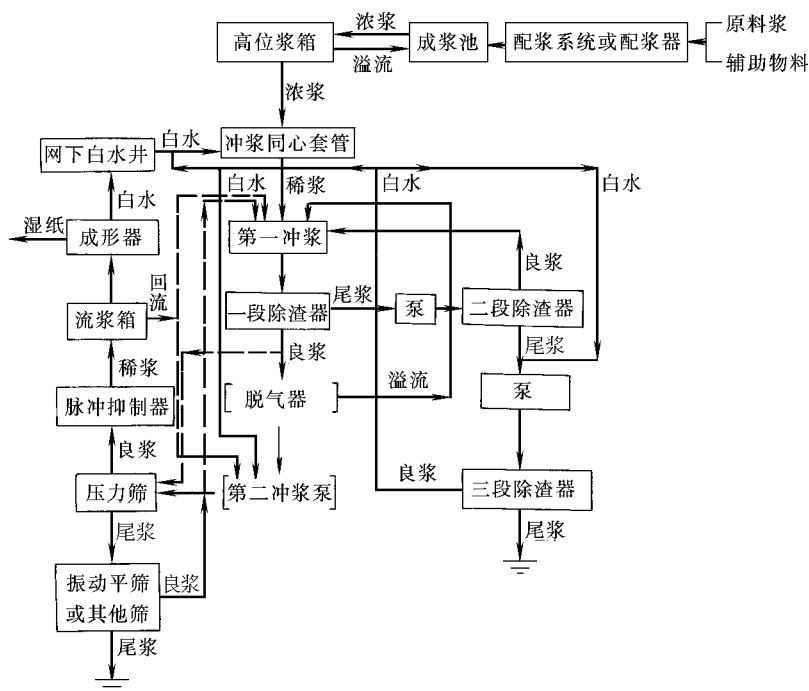 浓浆
原料浆
高位浆箱
成浆池
配浆系统或配浆器
溢流
辅助物料
浓浆
白水
冲浆同心套管
网下白水井
白水
稀浆
白水
白水
白水
湿纸
成形器
第一冲浆
良浆
回流
尾浆
流浆箱
一段除渣器
泵
二段除渣器
良浆
尾浆
稀浆
溢流
脉冲抑制器
[脱气器]
泵
良浆
良浆
压力筛
[第二冲浆泵]
三段除渣器
尾浆
尾浆
振动平筛
或其他筛
良浆
尾浆